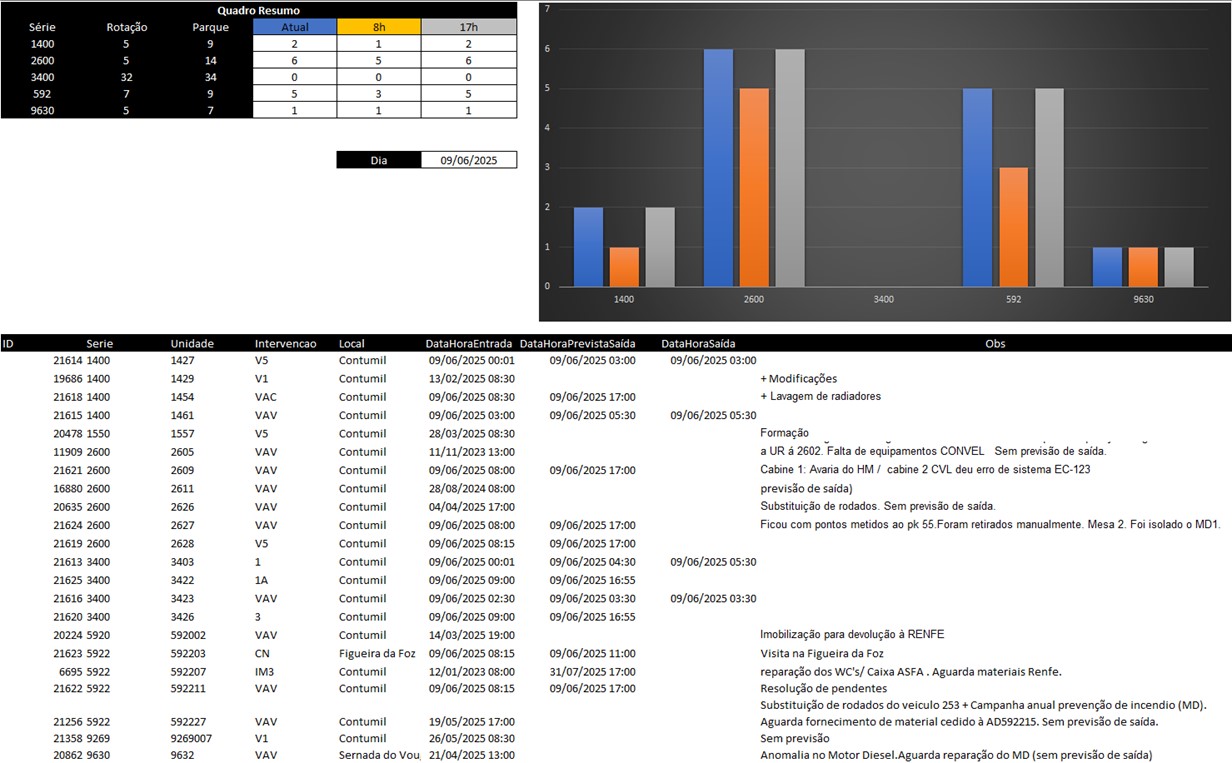 Quadro Resumo
Série Rotação Parque Atual 8h 17h
1400 5 9 2 1 2
2600 5 14 6 5 6
3400 32 34 0 0 0
592 7 9 5 3 5
9630 5 7 1 1 1
Dia 09/06/2025
7
6
5
4
3
2
1
0
1400 2600 3400 592 9630
ID Serie Unidade Intervencao Local DataHoraEntrada DataHoraPrevistaSaída DataHoraSaída Obs
21614 1400 1427 V5 Contumil 09/06/2025 00:01 09/06/2025 03:00 09/06/2025 03:00
19686 1400 1429 V1 Contumil 13/02/2025 08:30 + Modificações
21618 1400 1454 VAC Contumil 09/06/2025 08:30 09/06/2025 17:00 + Lavagem de radiadores
21615 1400 1461 VAV Contumil 09/06/2025 03:00 09/06/2025 05:30 09/06/2025 05:30
20478 1550 1557 V5 Contumil 28/03/2025 08:30 Formação
11909 2600 2605 VAV Contumil 11/11/2023 13:00 a UR á 2602. Falta de equipamentos CONVEL Sem previsão de saída.
21621 2600 2609 VAV Contumil 09/06/2025 08:00 09/06/2025 17:00 Cabine 1: Avaria do HM / cabine 2 CVL deu erro de sistema EC-123
16880 2600 2611 VAV Contumil 28/08/2024 08:00 previsão de saída)
20635 2600 2626 VAV Contumil 04/04/2025 17:00 Substituição de rodados. Sem previsão de saída.
21624 2600 2627 VAV Contumil 09/06/2025 08:00 09/06/2025 17:00 Ficou com pontos metidos ao pk 55.Foram retirados manualmente. Mesa 2. Foi isolado o MD1.
21619 2600 2628 V5 Contumil 09/06/2025 08:15 09/06/2025 17:00
21613 3400 3403 1 Contumil 09/06/2025 00:01 09/06/2025 04:30 09/06/2025 05:30
21625 3400 3422 1A Contumil 09/06/2025 09:00 09/06/2025 16:55
21616 3400 3423 VAV Contumil 09/06/2025 02:30 09/06/2025 03:30 09/06/2025 03:30
21620 3400 3426 3 Contumil 09/06/2025 09:00 09/06/2025 16:55
20224 5920 592002 VAV Contumil 14/03/2025 19:00 Imobilização para devolução à RENFE
21623 5922 592203 CN Figueira da Foz 09/06/2025 08:15 09/06/2025 11:00 Visita na Figueira da Foz
6695 5922 592207 IM3 Contumil 12/01/2023 08:00 31/07/2025 17:00 reparação dos WC's/ Caixa ASFA . Aguarda materiais Renfe.
21622 5922 592211 VAV Contumil 09/06/2025 08:15 09/06/2025 17:00 Resolução de pendentes
Substituição de rodados do veiculo 253 + Campanha anual prevenção de incendio (MD).
21256 5922 592227 VAV Contumil 19/05/2025 17:00 Aguarda fornecimento de material cedido à AD592215. Sem previsão de saída.
21358 9269 9269007 V1 Contumil 26/05/2025 08:30 Sem previsão
20862 9630 9632 VAV Sernada do Vou 21/04/2025 13:00 Anomalia no Motor Diesel.Aguarda reparação do MD (sem previsão de saída)